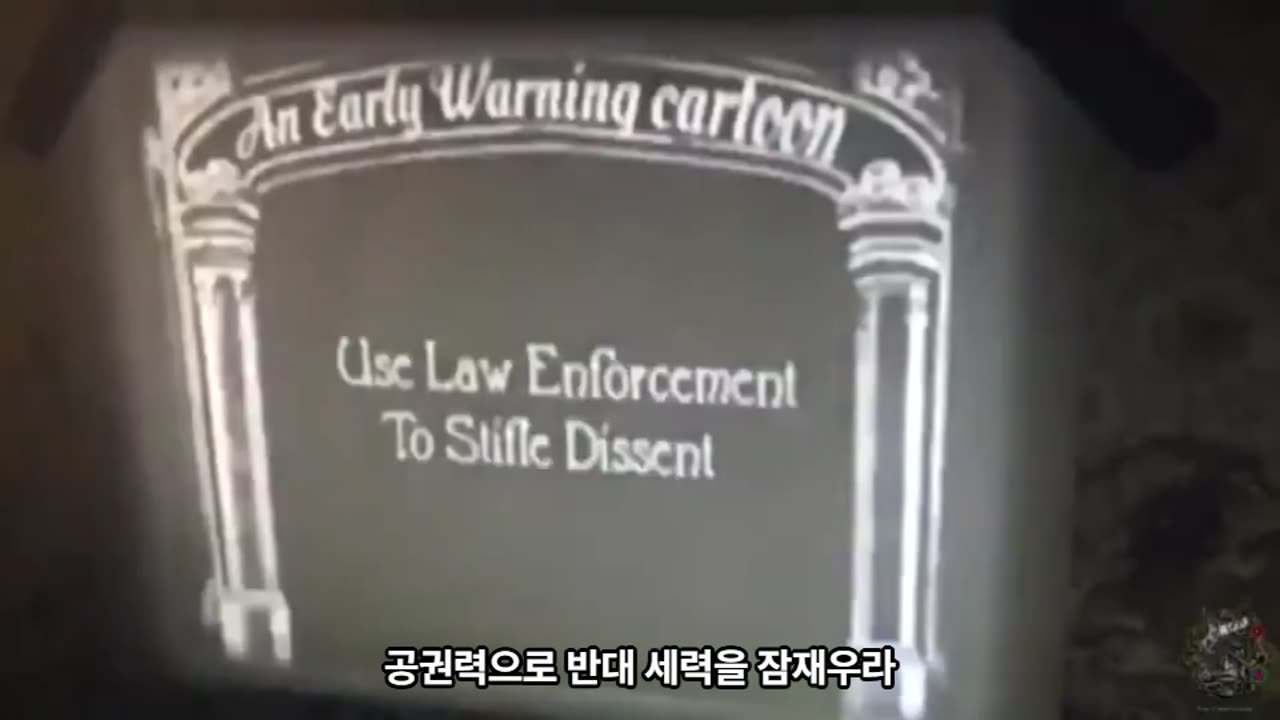 An Early Warning cartoon
Use Law Enforcement
To Stifle Dissent
공권력으로 반대 세력을 잠재우라